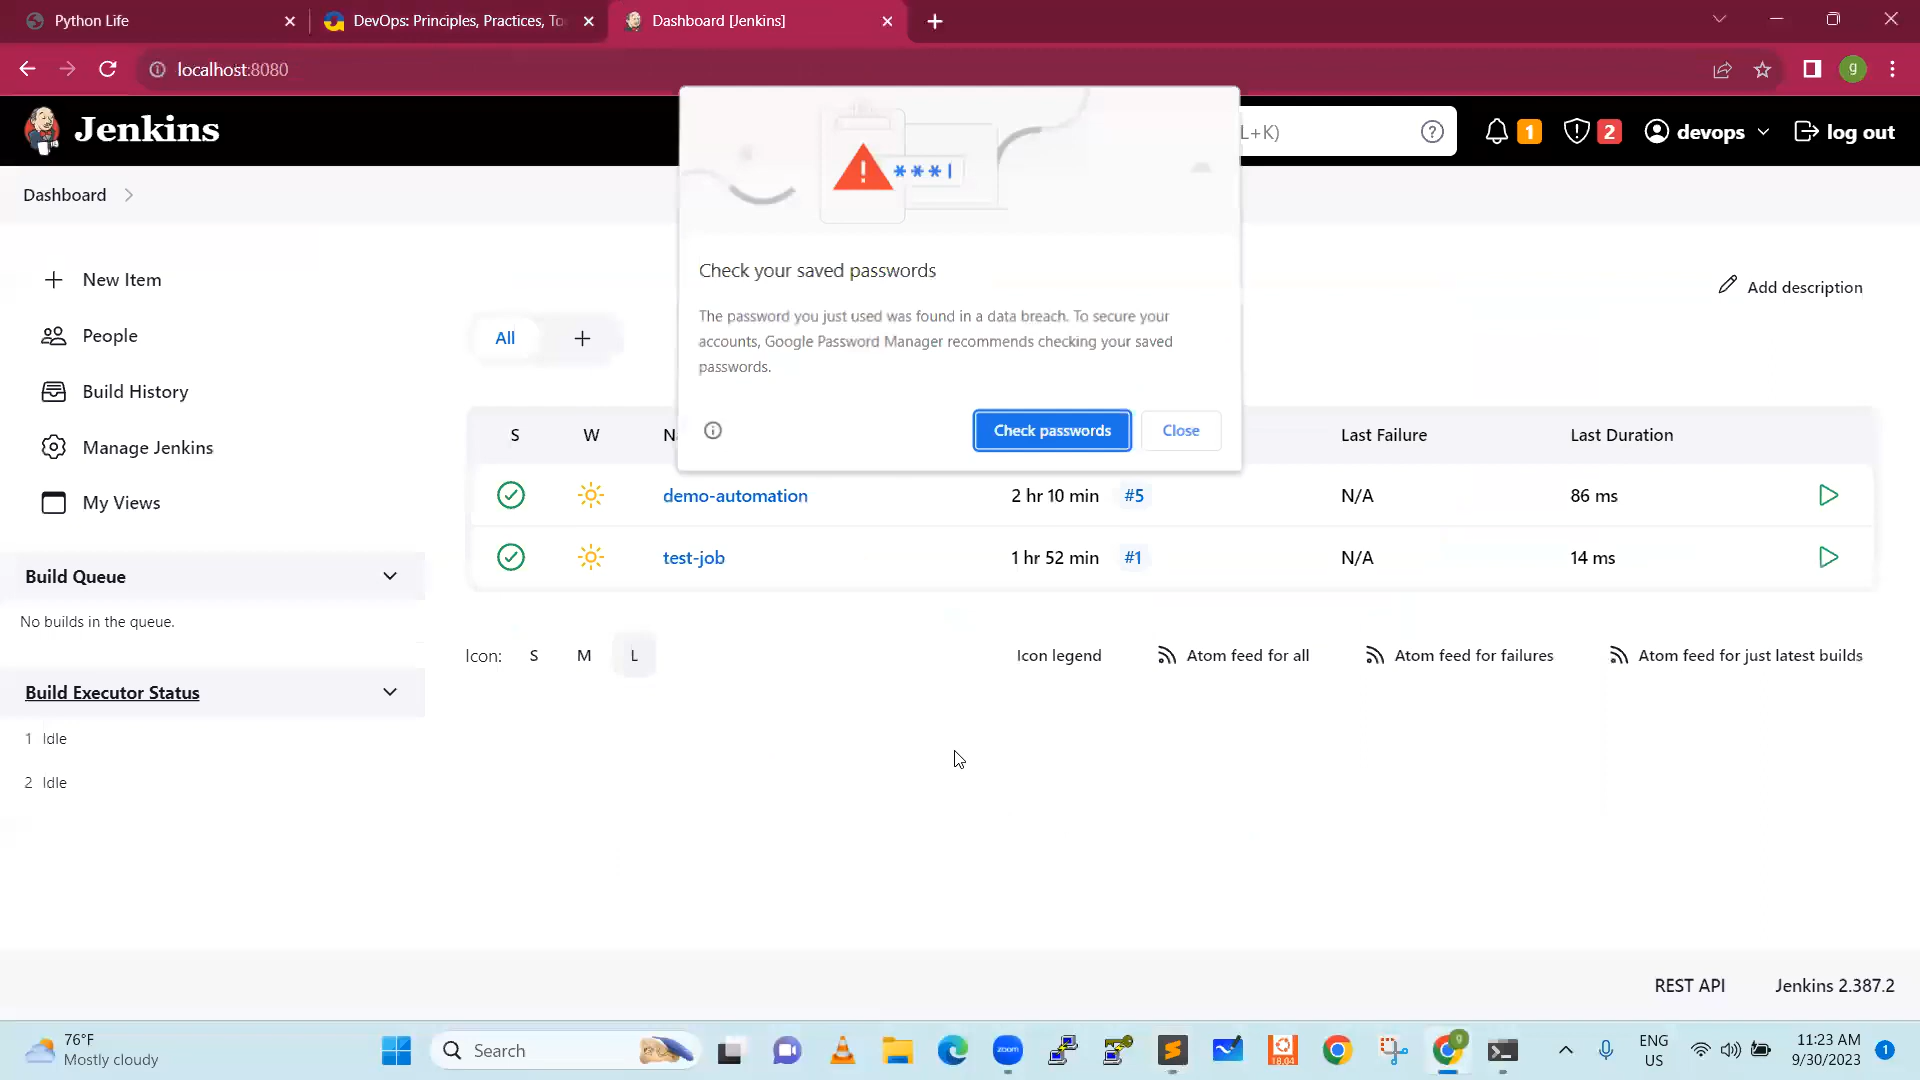 Python Life
DevOps: Principles, Practices, To
Dashboard [Jenkins]
localhost:8080
g
Jenkins
L+K)
1
2
devops
log out
Dashboard
New Item
People
Build History
Manage Jenkins
My Views
Build Queue
No builds in the queue.
Build Executor Status
1 Idle
2 Idle
***
Check your saved passwords
The password you just used was found in a data breach. To secure your
accounts, Google Password Manager recommends checking your saved
passwords.
Check passwords
Close
Add description
All
S W Last Failure Last Duration
demo-automation 2 hr 10 min #5 N/A 86 ms
test-job 1 hr 52 min #1 N/A 14 ms
Icon: S M L
Icon legend
Atom feed for all
Atom feed for failures
Atom feed for just latest builds
REST API
Jenkins 2.387.2
76°F
Mostly cloudy
Search
zoom
18.04
g
ENG
US
11:23 AM
9/30/2023
1